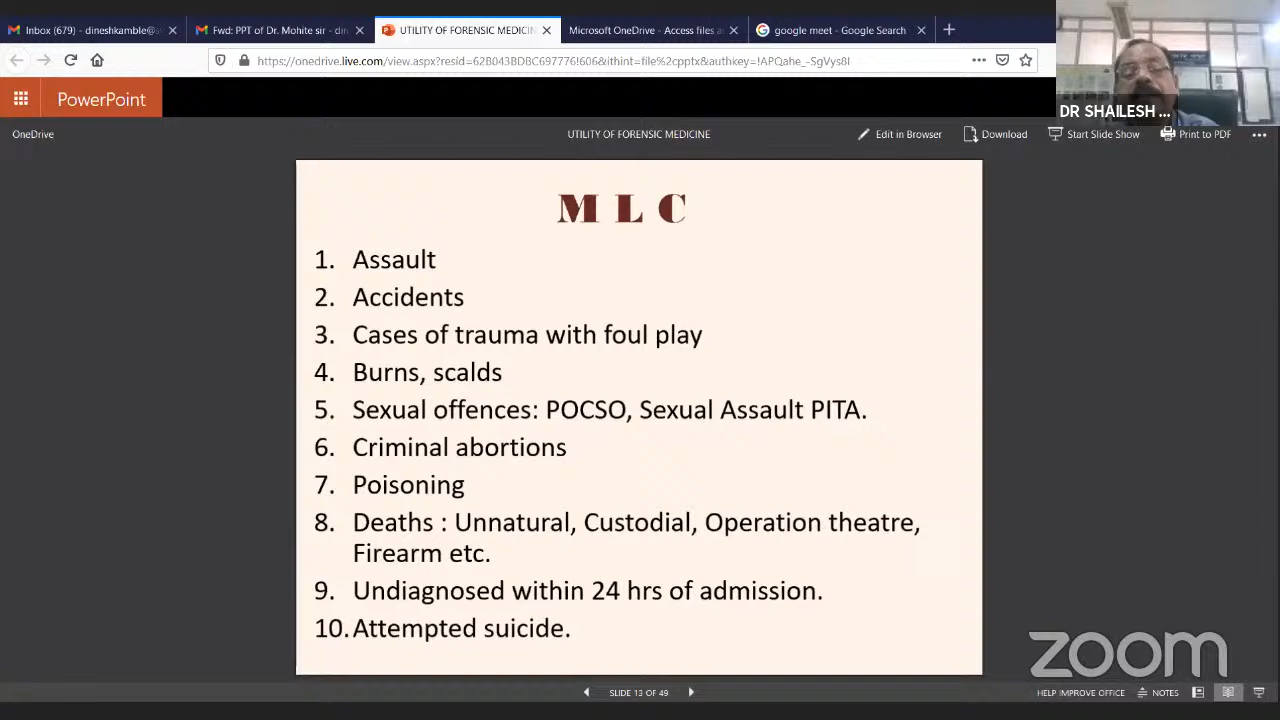 Inbox (679) - dineshkamble@
Fwd: PPT of Dr. Mohite sir - din
UTILITY OF FORENSIC MEDICIN
Microsoft OneDrive - Access files a
google meet - Google Search
PowerPoint
DR SHAILESH ...
OneDrive
UTILITY OF FORENSIC MEDICINE
Edit in Browser
Download
Start Slide Show
Print to PDF
M L C
1. Assault
2. Accidents
3. Cases of trauma with foul play
4. Burns, scalds
5. Sexual offences: POCSO, Sexual Assault PITA.
6. Criminal abortions
7. Poisoning
8. Deaths : Unnatural, Custodial, Operation theatre,
Firearm etc.
9. Undiagnosed within 24 hrs of admission.
10. Attempted suicide.
zoom
SLIDE 13 OF 49
HELP IMPROVE OFFICE
NOTES